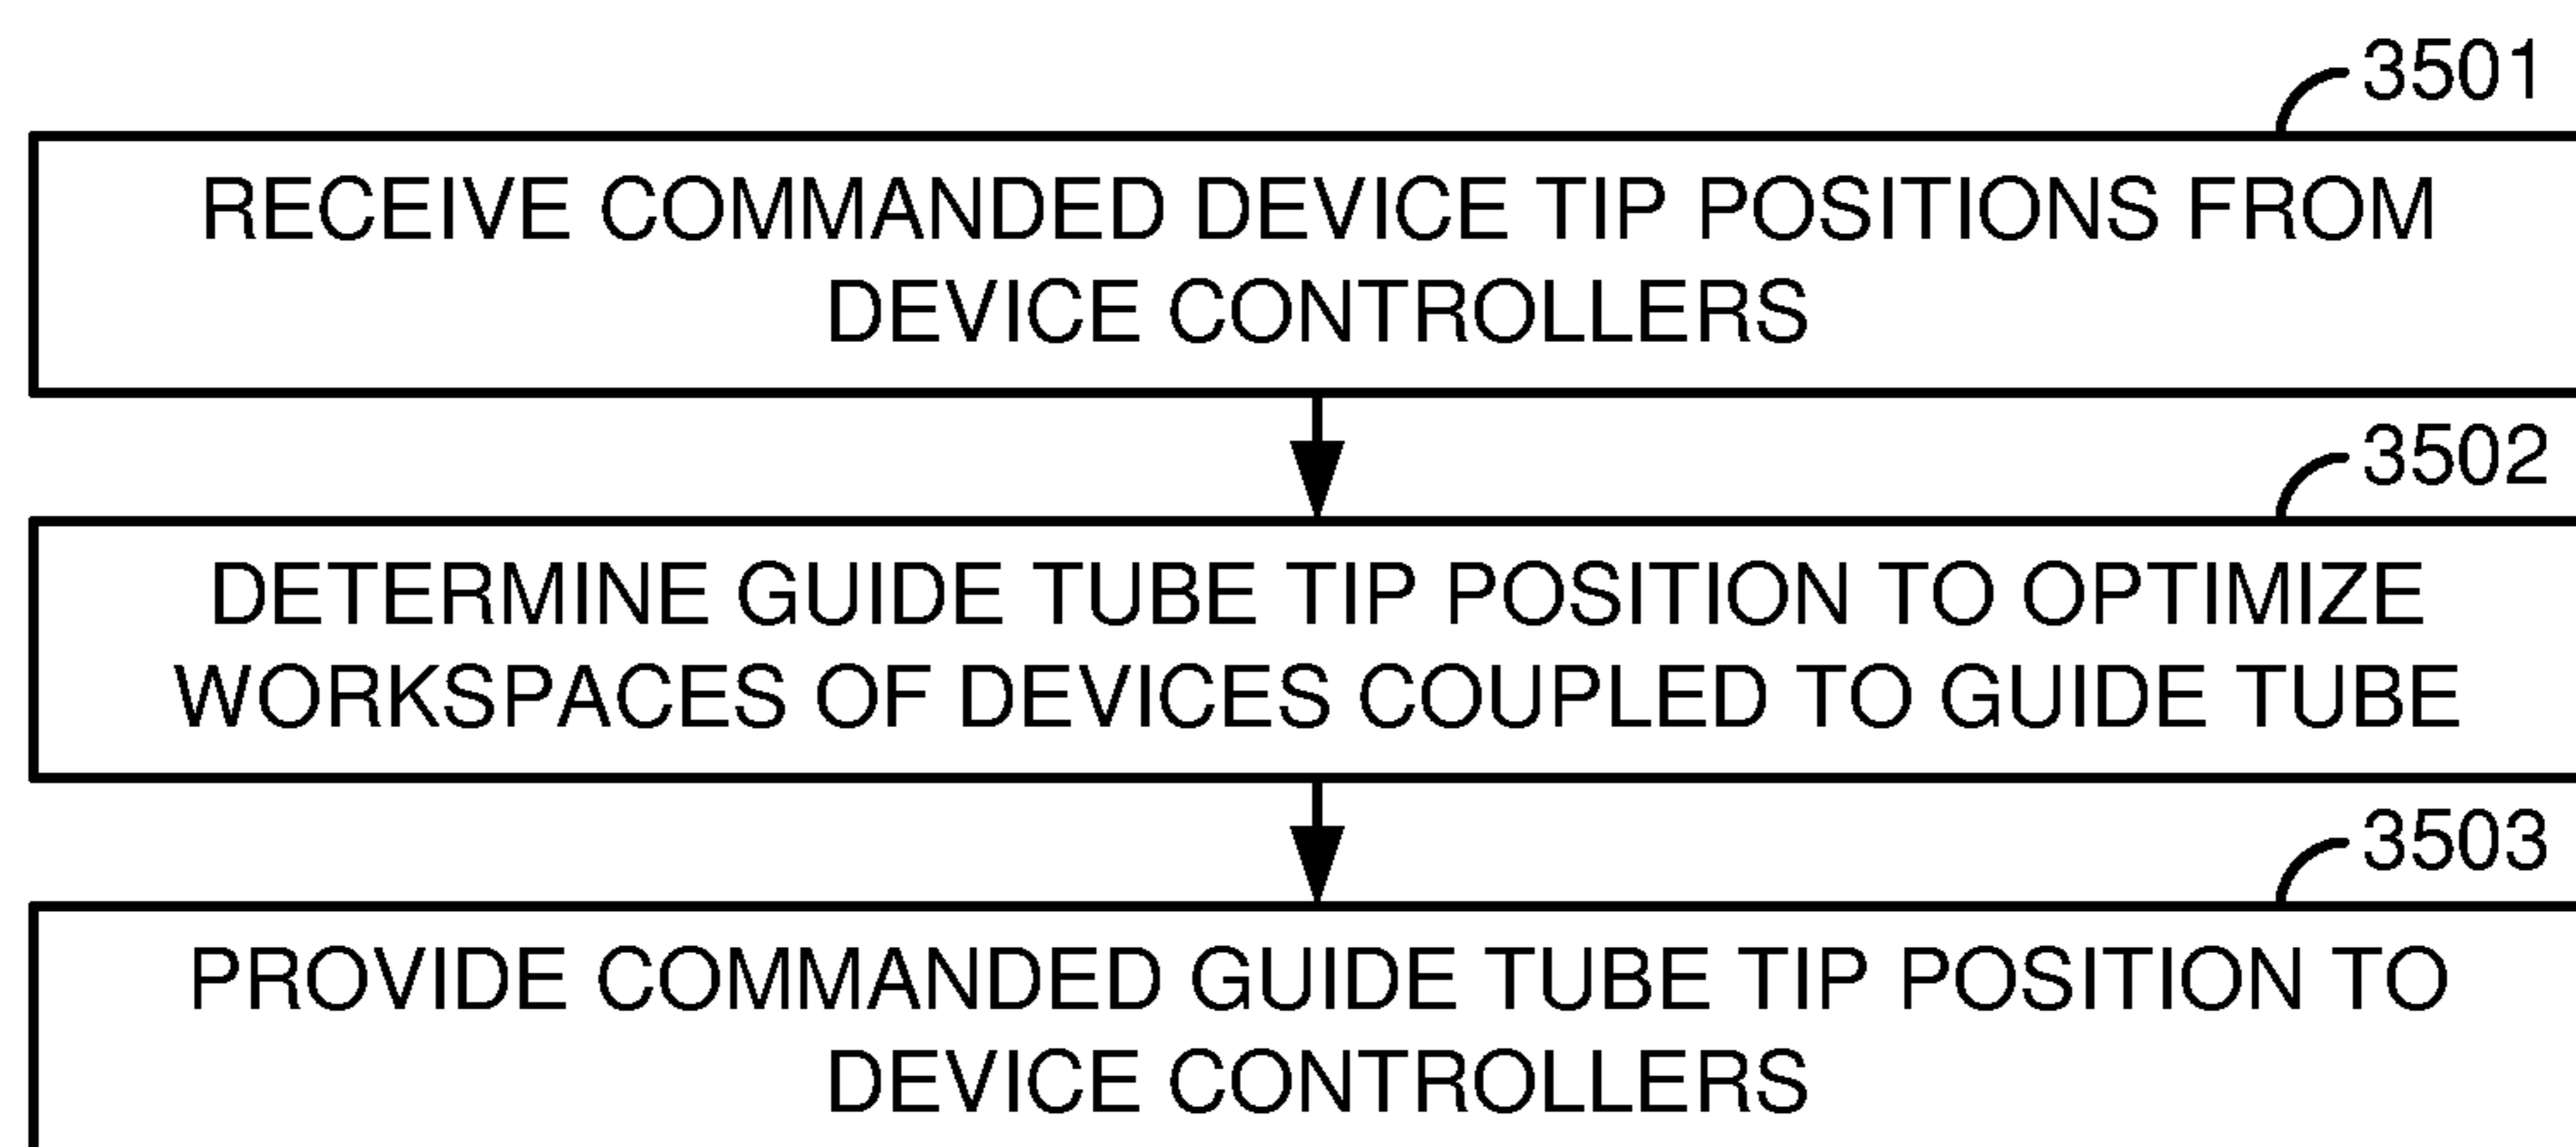 3501
RECEIVE COMMANDED DEVICE TIP POSITIONS FROM
DEVICE CONTROLLERS
3502
DETERMINE GUIDE TUBE TIP POSITION TO OPTIMIZE
WORKSPACES OF DEVICES COUPLED TO GUIDE TUBE
3503
PROVIDE COMMANDED GUIDE TUBE TIP POSITION TO
DEVICE CONTROLLERS